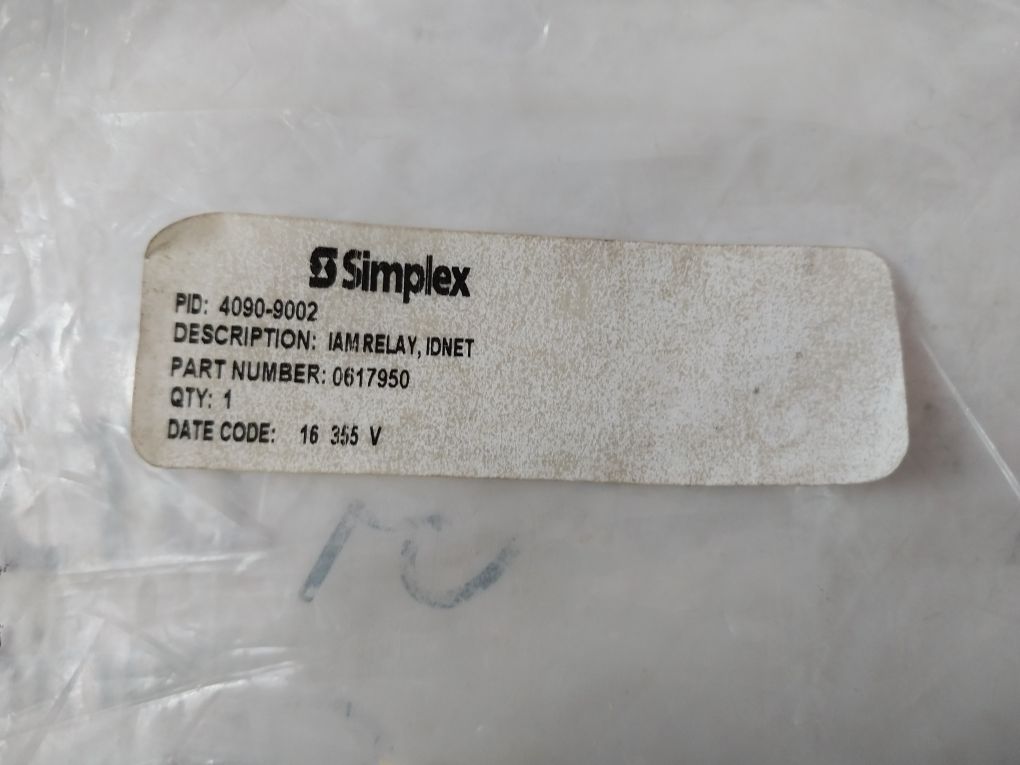 Simplex
PID: 4090-9002
DESCRIPTION: IAM RELAY, IDNET
PART NUMBER: 0617950
QTY: 1
DATE CODE: 16 355 V